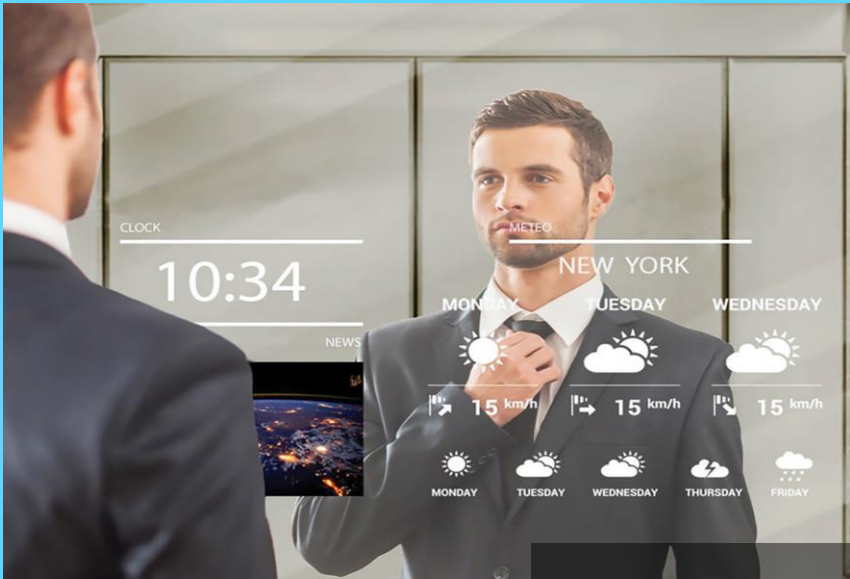 CLOCK
10:34
NEWS
METEO
NEW YORK
MONDAY TUESDAY WEDNESDAY
15 km/h 15 km/h 15 km/h
MONDAY TUESDAY WEDNESDAY THURSDAY FRIDAY